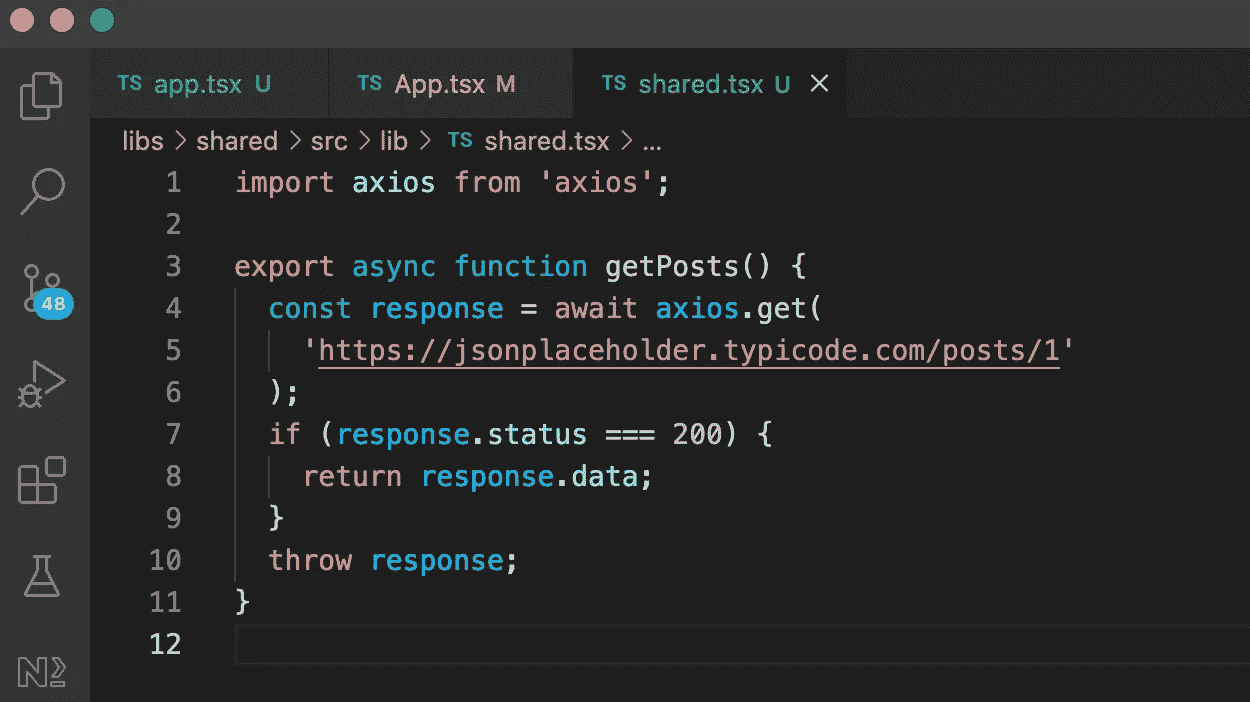 TS app.tsx U TS App.tsx M TS shared.tsx U
libs > shared > src > lib > TS shared.tsx > ...
1 import axios from 'axios';
2
3 export async function getPosts() {
48
4 const response = await axios.get(
5 'https://jsonplaceholder.typicode.com/posts/1'
6 );
7 if (response.status === 200) {
8 return response.data;
9 }
10 throw response;
11 }
12